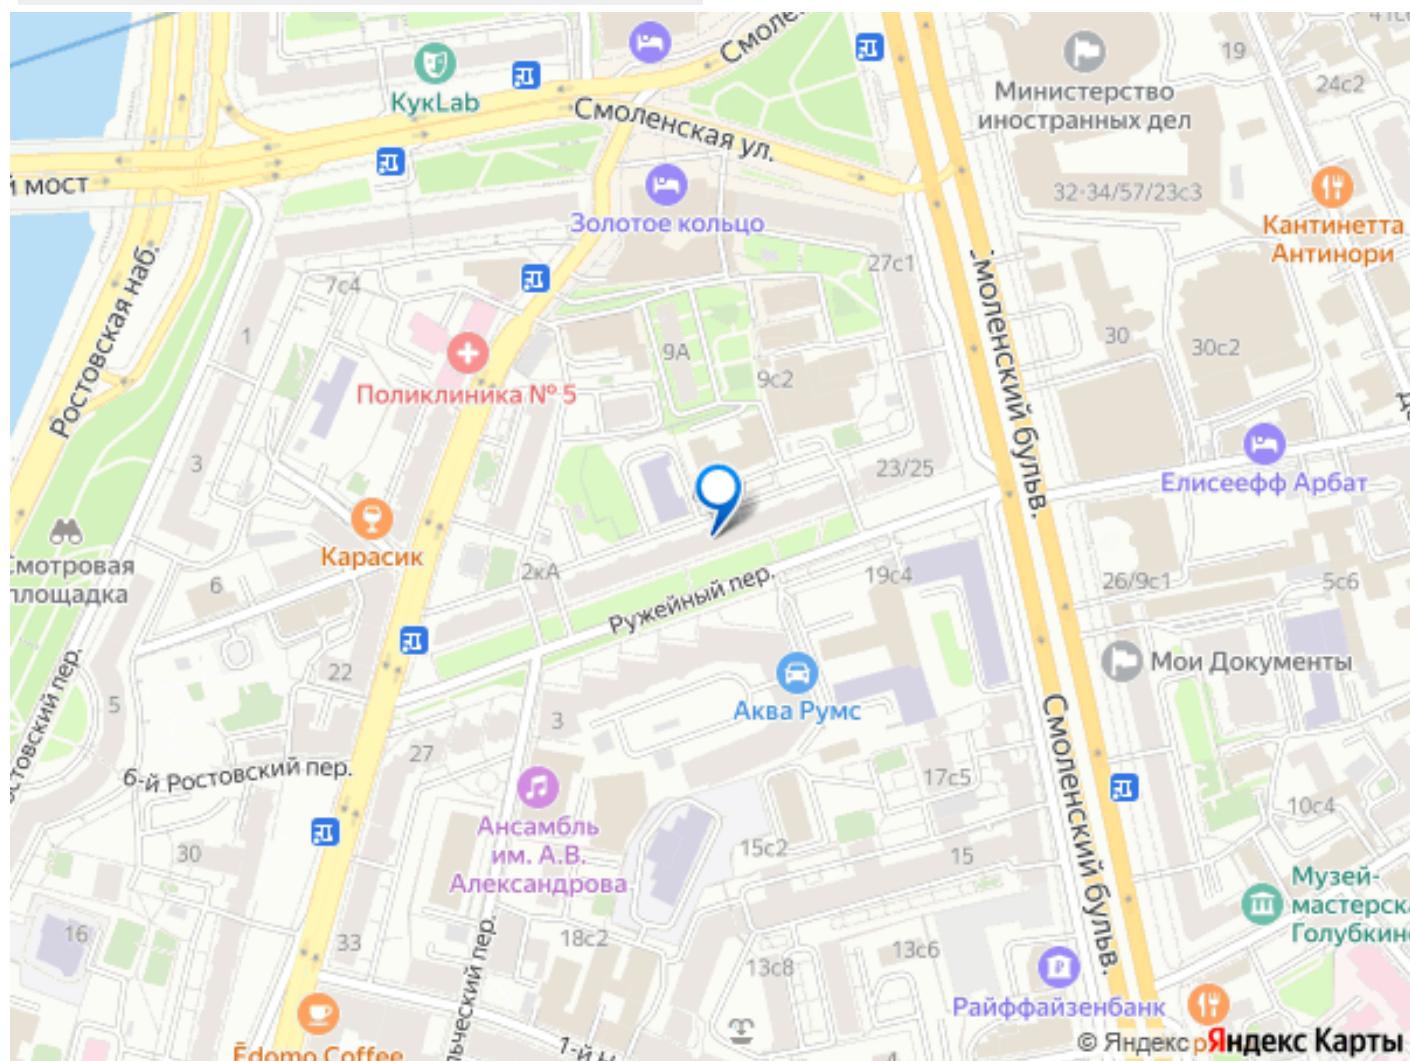 КукLab
Смоленская ул.
й мост
Министерство
иностранных дел
19
24с2
32-34/57/23с3
Кантинетта
Антинори
Золотое кольцо
27с1
Ростовская наб.
7с4
1
Смоленский бульв.
30
30с2
9А
9с2
Поликлиника № 5
3
23/25
Елисеефф Арбат
Карасик
смотровая
площадка
6
2кА
Ружейный пер.
19с4
26/9с1
5с6
22
Мои Документы
Аква Румс
5
3
27
6-й Ростовский пер.
Смоленский бульв.
17с5
10с4
Ансамбль
им. А.В.
Александрова
15с2
15
30
Музей-
мастерска
Голубкино
16
33
18с2
13с8
13с6
Райффайзенбанк
Ēdomo Coffee
4
© Яндекс Яндекс Карты